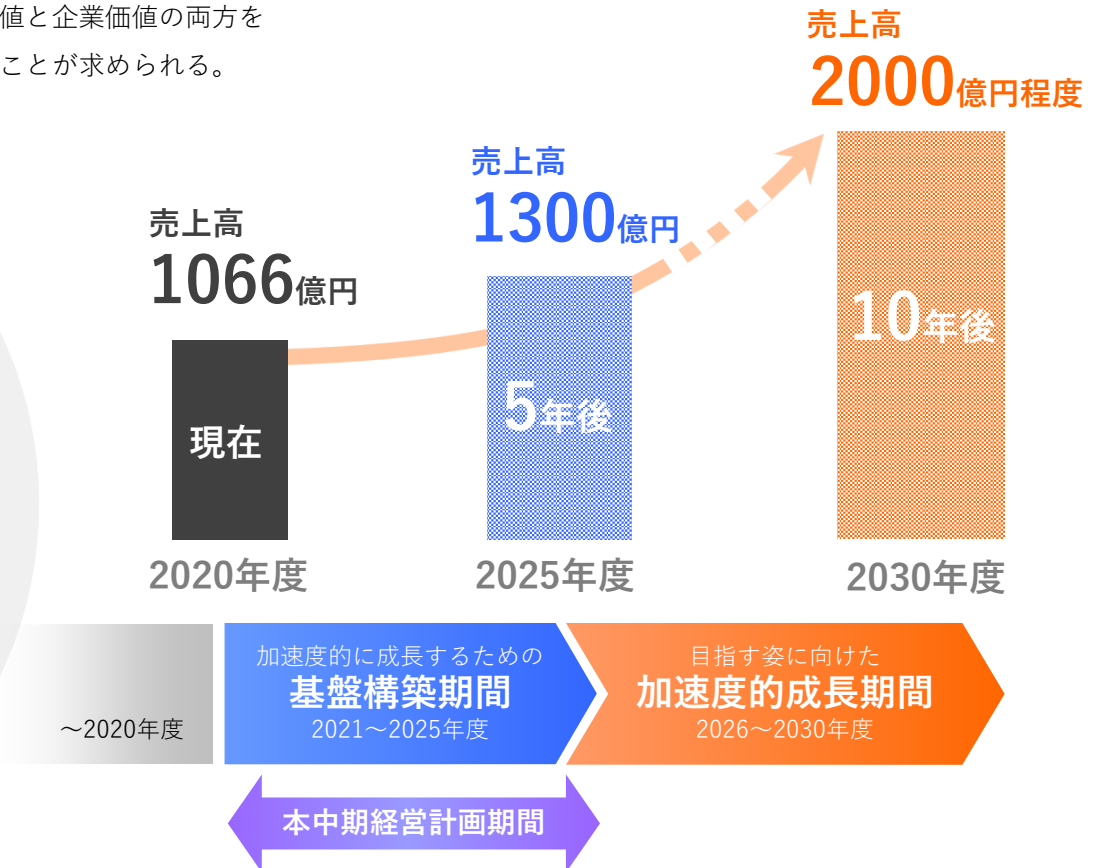 値と企業価値の両方を
ことが求められる。
売上高
2000億円程度
売上高
1300億円
売上高
1066億円
現在
5年後
10年後
2020年度
2025年度
2030年度
～2020年度
加速度的に成長するための
基盤構築期間
2021～2025年度
目指す姿に向けた
加速度的成長期間
2026～2030年度
本中期経営計画期間